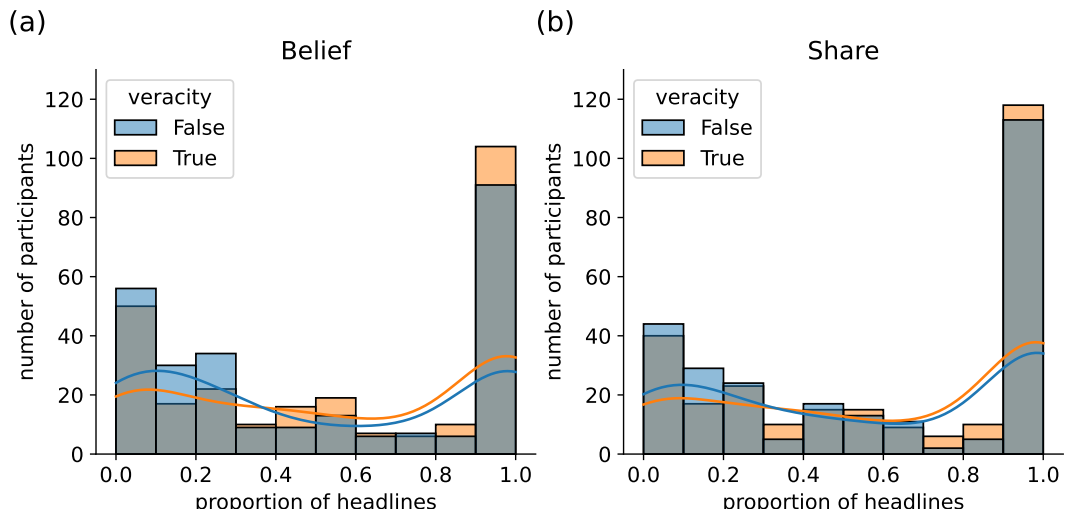 (a)
Belief
number of participants
120
100
80
60
40
20
0
veracity
False
True
0.0 0.2 0.4 0.6 0.8 1.0
proportion of headlines
(b)
Share
number of participants
120
100
80
60
40
20
0
veracity
False
True
0.0 0.2 0.4 0.6 0.8 1.0
proportion of headlines